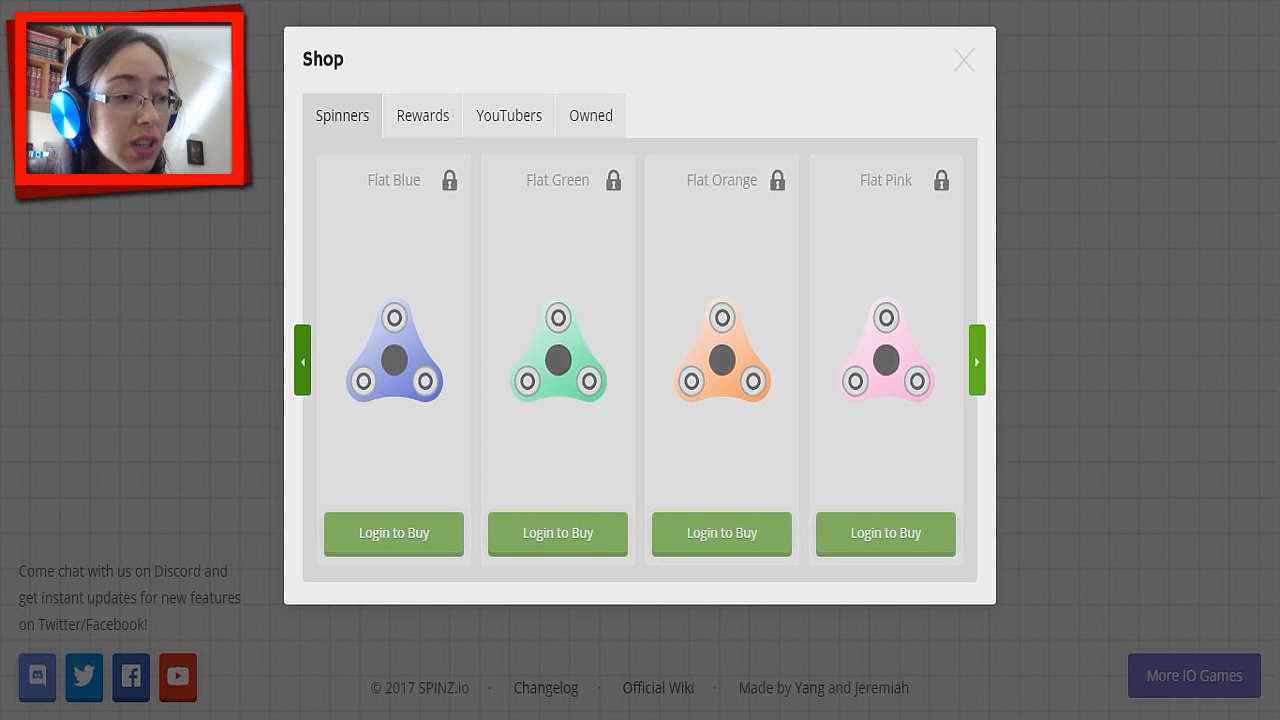 Shop
Spinners
Rewards
YouTubers
Owned
Flat Blue
Flat Green
Flat Orange
Flat Pink
Login to Buy
Login to Buy
Login to Buy
Login to Buy
Come chat with us on Discord and
get instant updates for new features
on Twitter/Facebook!
© 2017 SPINZ.io · Changelog · Official Wiki · Made by Yang and Jeremiah
More IO Games